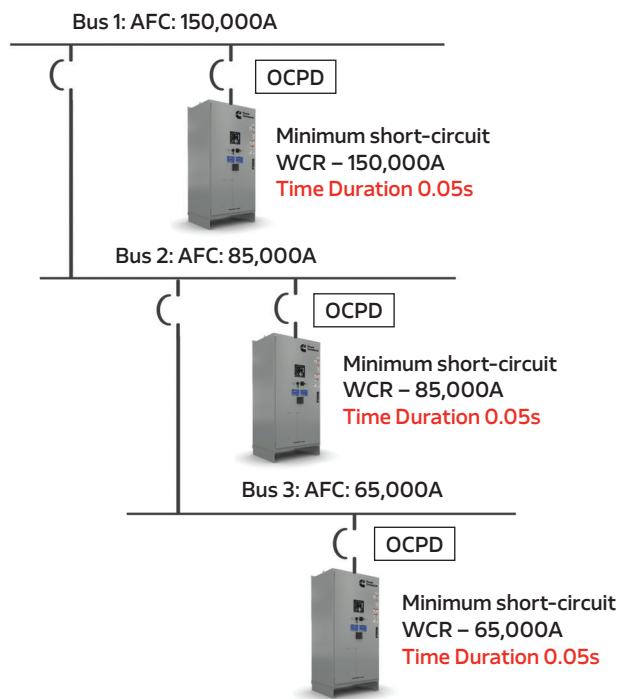 Bus 1: AFC: 150,000A
OCPD
Minimum short-circuit
WCR – 150,000A
Time Duration 0.05s
Bus 2: AFC: 85,000A
OCPD
Minimum short-circuit
WCR – 85,000A
Time Duration 0.05s
Bus 3: AFC: 65,000A
OCPD
Minimum short-circuit
WCR – 65,000A
Time Duration 0.05s